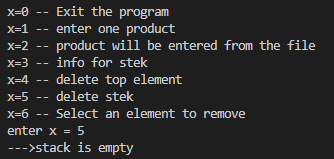 x=0 -- Exit the program
x=1 -- enter one product
x=2 -- product will be entered from the file
x=3 -- info for stek
x=4 -- delete top element
x=5 -- delete stek
x=6 -- Select an element to remove
enter x = 5
--->stack is empty